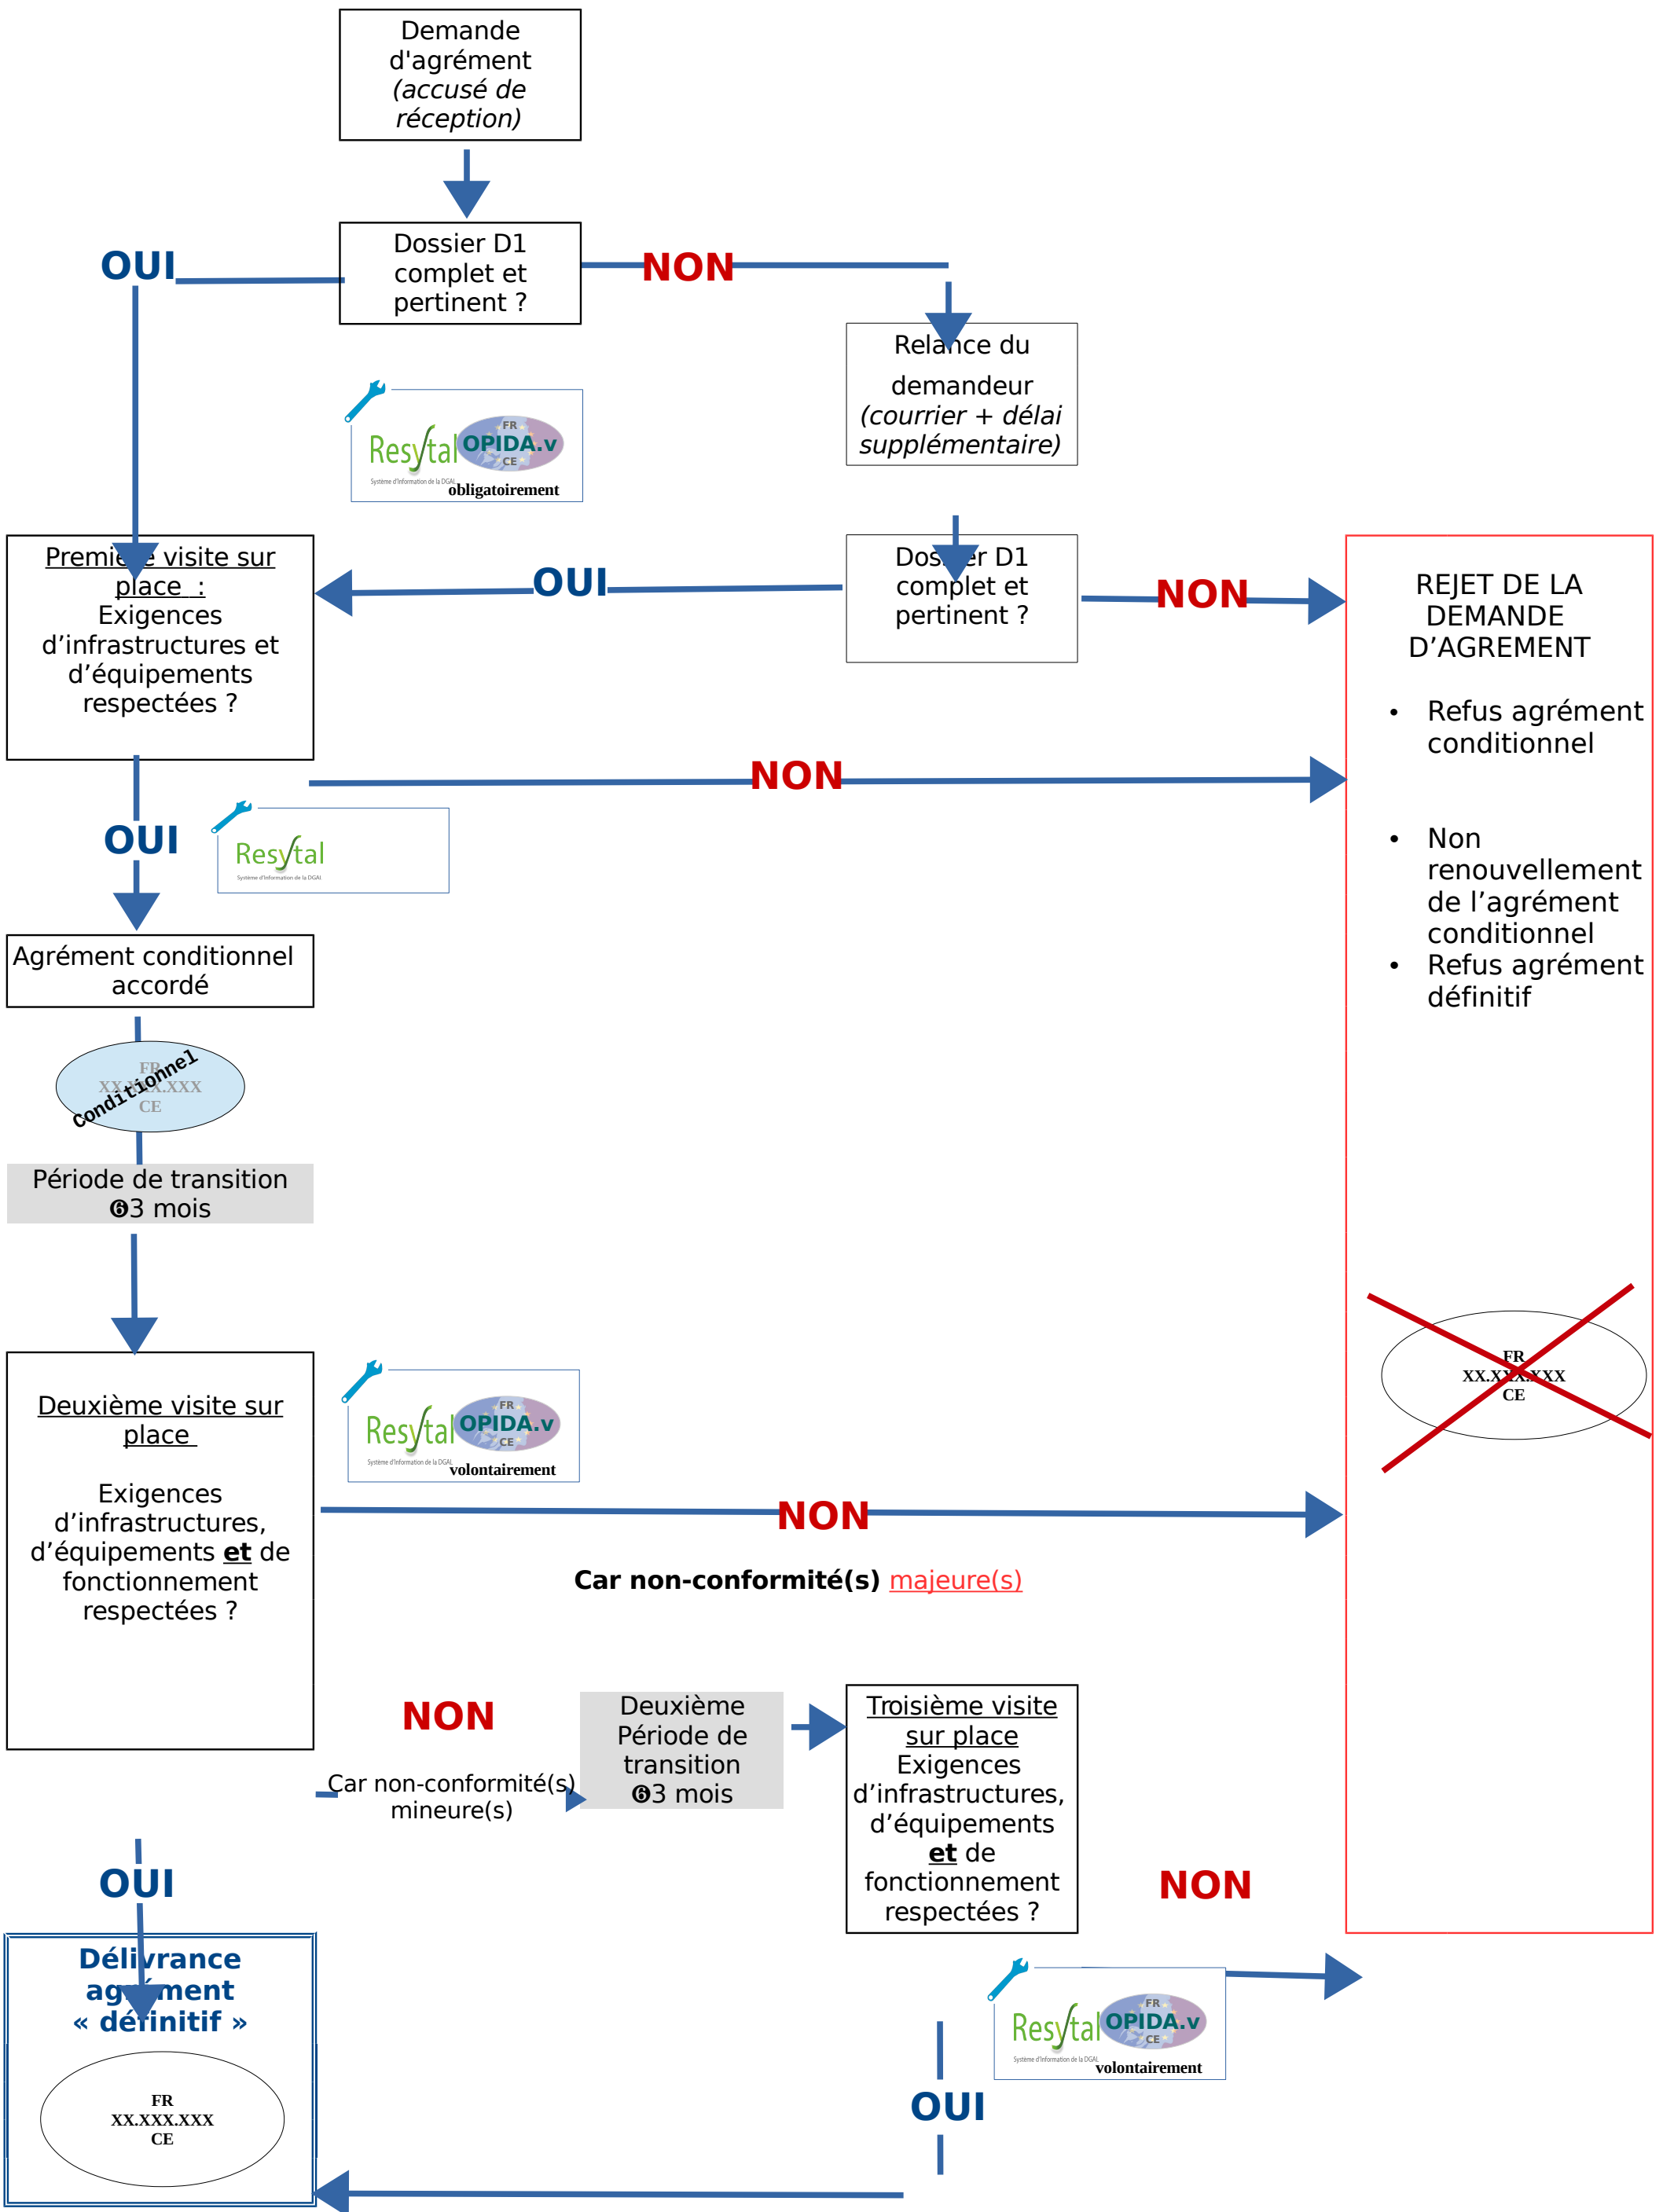 Demande
d'agrément
(accusé de
réception)
Dossier D1
complet et
pertinent ?
OUI
NON
Relance du
demandeur
(courrier + délai
supplémentaire)
Resytal
Système d'Information de la DGAL
FR
OPIDA.v
CE
obligatoirement
Première visite sur
place :
Exigences
d’infrastructures et
d’équipements
respectées ?
OUI
Dossier D1
complet et
pertinent ?
NON
REJET DE LA
DEMANDE
D’AGREMENT
• Refus agrément
conditionnel
• Non
renouvellement
de l’agrément
conditionnel
• Refus agrément
définitif
FR
XX.XXX.XXX
CE
NON
OUI
Resytal
Système d'Information de la DGAl
Agrément conditionnel
accordé
FR
XX.XXX.XXX
CE
Conditionnel
Période de transition
❻3 mois
Deuxième visite sur
place
Exigences
d’infrastructures,
d’équipements et de
fonctionnement
respectées ?
Resytal
Système d'Information de la DGAL
FR
OPIDA.v
CE
volontairement
NON
Car non-conformité(s) majeure(s)
NON
Car non-conformité(s)
mineure(s)
Deuxième
Période de
transition
❻3 mois
Troisième visite
sur place
Exigences
d’infrastructures,
d’équipements
et de
fonctionnement
respectées ?
NON
OUI
Délivrance
agrément
« définitif »
FR
XX.XXX.XXX
CE
Resytal
Système d'Information de la DGAL
FR
OPIDA.v
CE
volontairement
OUI